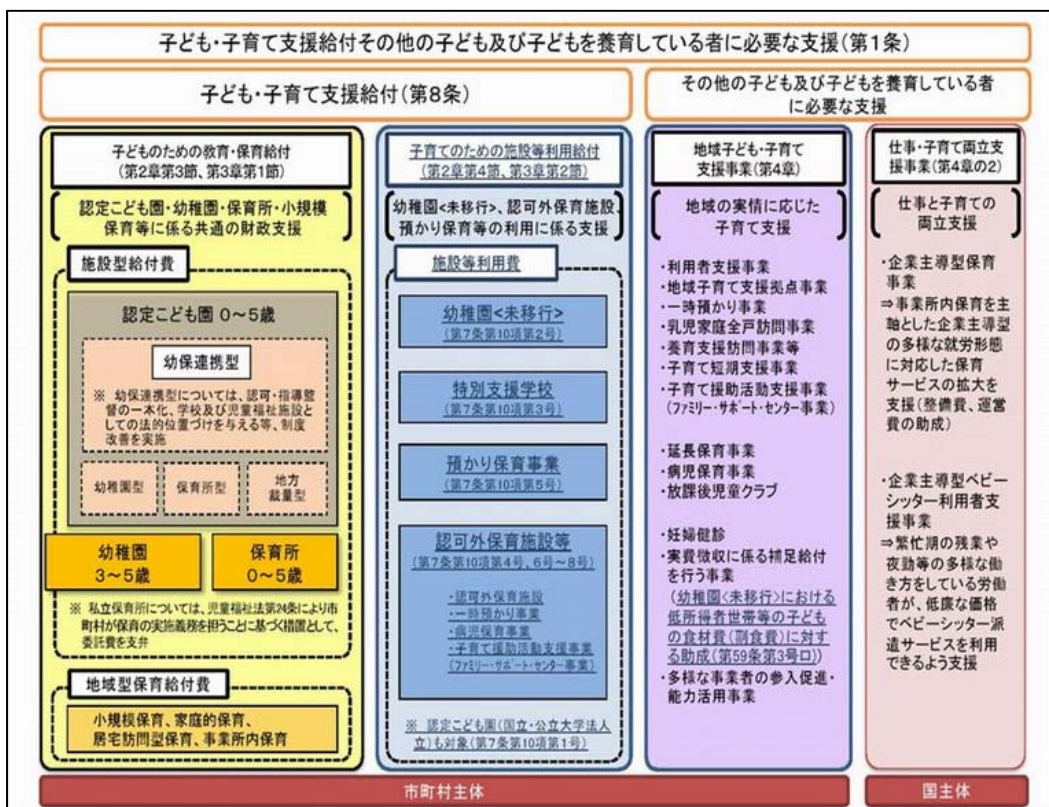 子ども・子育て支援給付その他の子ども及び子どもを養育している者に必要な支援(第1条)
子ども・子育て支援給付(第8条)
その他の子ども及び子どもを養育している者
に必要な支援
子どものための教育・保育給付
(第2章第3節、第3章第1節)
認定こども園・幼稚園・保育所・小規模
保育等に係る共通の財政支援
施設型給付費
認定こども園 0～5歳
幼保連携型
※ 幼保連携型については、認可・指導監
督の一本化、学校及び児童福祉施設とし
ての法的位置づけを与える等、制度
改善を実施
幼稚園型
保育所型
地方
裁量型
幼稚園
3～5歳
保育所
0～5歳
※ 私立保育所については、児童福祉法第24条により市
町村が保育の実施義務を担うことに基づく措置として、
委託費を支弁
地域型保育給付費
小規模保育、家庭的保育、
居宅訪問型保育、事業所内保育
子育てのための施設等利用給付
(第2章第4節、第3章第2節)
幼稚園<未移行>、認可外保育施設、
預かり保育等の利用に係る支援
施設等利用費
幼稚園<未移行>
(第7条第10項第2号)
特別支援学校
(第7条第10項第3号)
預かり保育事業
(第7条第10項第5号)
認可外保育施設等
(第7条第10項第4号、6号～8号)
・認可外保育施設
・一時預かり事業
・病児保育事業
・子育て援助活動支援事業
(ファミリー・サポート・センター事業)
※ 認定こども園(国立・公立大学法人
立)も対象(第7条第10項第1号)
地域子ども・子育て
支援事業(第4章)
地域の実情に応じた
子育て支援
・利用者支援事業
・地域子育て支援拠点事業
・一時預かり事業
・乳児家庭全戸訪問事業
・養育支援訪問事業等
・子育て短期支援事業
・子育て援助活動支援事業
(ファミリー・サポート・センター事業)
・延長保育事業
・病児保育事業
・放課後児童クラブ
・妊婦健診
・実費徴収に係る補足給付
を行う事業
(幼稚園<未移行>における
低所得者世帯等の子ども
の食材費(副食費)に対す
る助成(第59条第3号ロ))
・多様な事業者の参入促進・
能力活用事業
仕事・子育て両立支
援事業(第4章の2)
仕事と子育ての
両立支援
・企業主導型保育
事業
⇒事業所内保育を主
軸とした企業主導型
の多様な就労形態
に対応した保育
サービスの拡大を
支援(整備費、運営
費の助成)
・企業主導型ベビー
シッター利用者支
援事業
⇒繁忙期の残業や
夜勤等の多様な働
き方をしている労働
者が、低廉な価格
でベビーシッター派
遣サービスを利用
できるよう支援
市町村主体
国主体